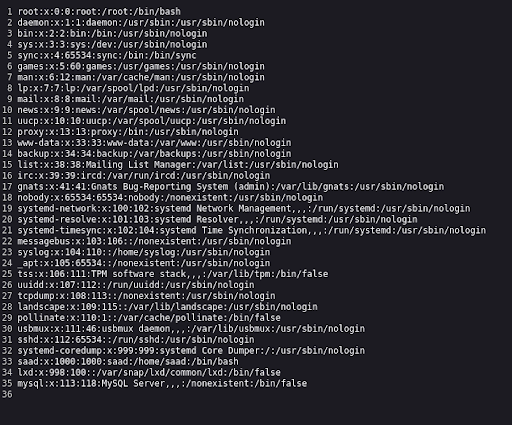 1 root:x:0:0:root:/root:/bin/bash
2 daemon:x:1:1:daemon:/usr/sbin:/usr/sbin/nologin
3 bin:x:2:2:bin:/bin:/usr/sbin/nologin
4 sys:x:3:3:sys:/dev:/usr/sbin/nologin
5 sync:x:4:65534:sync:/bin:/bin/sync
6 games:x:5:60:games:/usr/games:/usr/sbin/nologin
7 man:x:6:12:man:/var/cache/man:/usr/sbin/nologin
8 lp:x:7:7:lp:/var/spool/lpd:/usr/sbin/nologin
9 mail:x:8:8:mail:/var/mail:/usr/sbin/nologin
10 news:x:9:9:news:/var/spool/news:/usr/sbin/nologin
11 uucp:x:10:10:uucp:/var/spool/uucp:/usr/sbin/nologin
12 proxy:x:13:13:proxy:/bin:/usr/sbin/nologin
13 www-data:x:33:33:www-data:/var/www:/usr/sbin/nologin
14 backup:x:34:34:backup:/var/backups:/usr/sbin/nologin
15 list:x:38:38:Mailing List Manager:/var/list:/usr/sbin/nologin
16 irc:x:39:39:ircd:/var/run/ircd:/usr/sbin/nologin
17 gnats:x:41:41:Gnats Bug-Reporting System (admin):/var/lib/gnats:/usr/sbin/nologin
18 nobody:x:65534:65534:nobody:/nonexistent:/usr/sbin/nologin
19 systemd-network:x:100:102:systemd Network Management,,,:/run/systemd:/usr/sbin/nologin
20 systemd-resolve:x:101:103:systemd Resolver,,,:/run/systemd:/usr/sbin/nologin
21 systemd-timesync:x:102:104:systemd Time Synchronization,,,:/run/systemd:/usr/sbin/nologin
22 messagebus:x:103:106::/nonexistent:/usr/sbin/nologin
23 syslog:x:104:110::/home/syslog:/usr/sbin/nologin
24 _apt:x:105:65534::/nonexistent:/usr/sbin/nologin
25 tss:x:106:111:TPM software stack,,,:/var/lib/tpm:/bin/false
26 uuidd:x:107:112::/run/uuidd:/usr/sbin/nologin
27 tcpdump:x:108:113::/nonexistent:/usr/sbin/nologin
28 landscape:x:109:115::/var/lib/landscape:/usr/sbin/nologin
29 pollinate:x:110:1::/var/cache/pollinate:/bin/false
30 usbmux:x:111:46:usbmux daemon,,,:/var/lib/usbmux:/usr/sbin/nologin
31 sshd:x:112:65534::/run/sshd:/usr/sbin/nologin
32 systemd-coredump:x:999:999:systemd Core Dumper:/:/usr/sbin/nologin
33 saad:x:1000:1000:saad:/home/saad:/bin/bash
34 lxd:x:998:100::/var/snap/lxd/common/lxd:/bin/false
35 mysql:x:113:118:MySQL Server,,,:/nonexistent:/bin/false
36